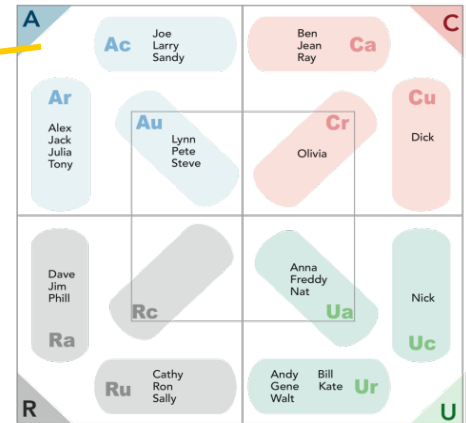 A
C
Ac
Joe
Larry
Sandy
Ben
Jean
Ray
Ca
Ar
Alex
Jack
Julia
Tony
Au
Lynn
Pete
Steve
Cr
Olivia
Cu
Dick
Dave
Jim
Phill
Ra
Rc
Anna
Freddy
Nat
Ua
Nick
Uc
Ru
Cathy
Ron
Sally
Andy Bill
Gene Kate
Walt
Ur
R
U